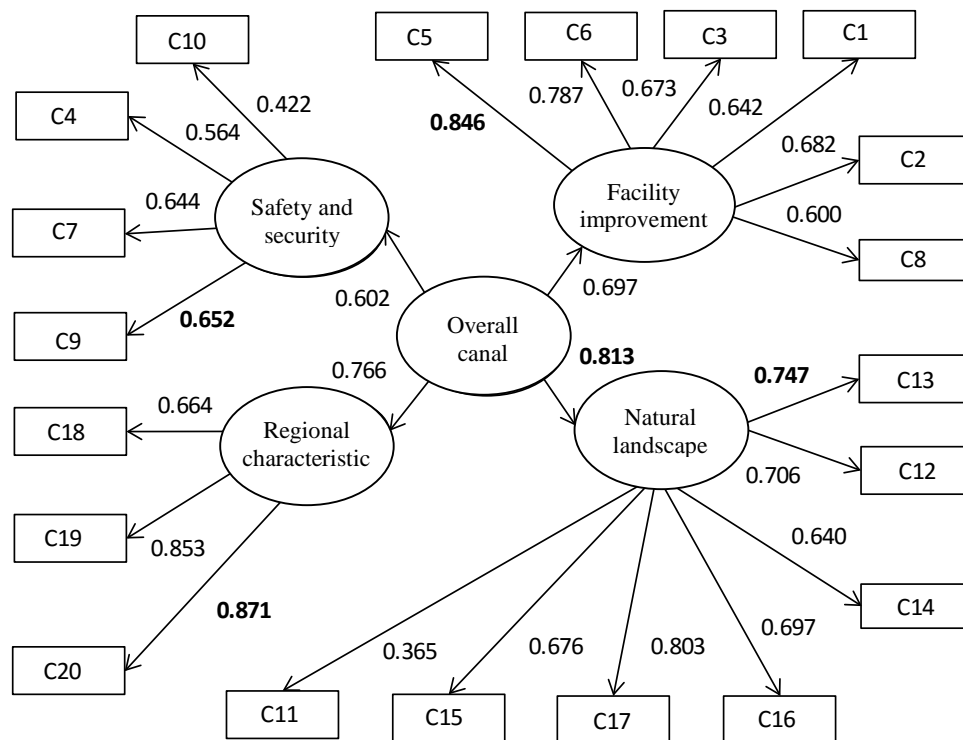 C10
C5
C6
C3
C1
C4
0.422
0.787
0.673
0.642
0.564
0.846
0.682
C2
C7
0.644
Safety and
security
Facility
improvement
0.600
C8
0.602
0.697
C9
0.652
Overall
canal
0.766
0.813
0.747
C13
C18
0.664
Regional
characteristic
Natural
landscape
0.706
C12
C19
0.853
0.640
0.871
C14
C20
0.365
0.676
0.803
0.697
C11
C15
C17
C16